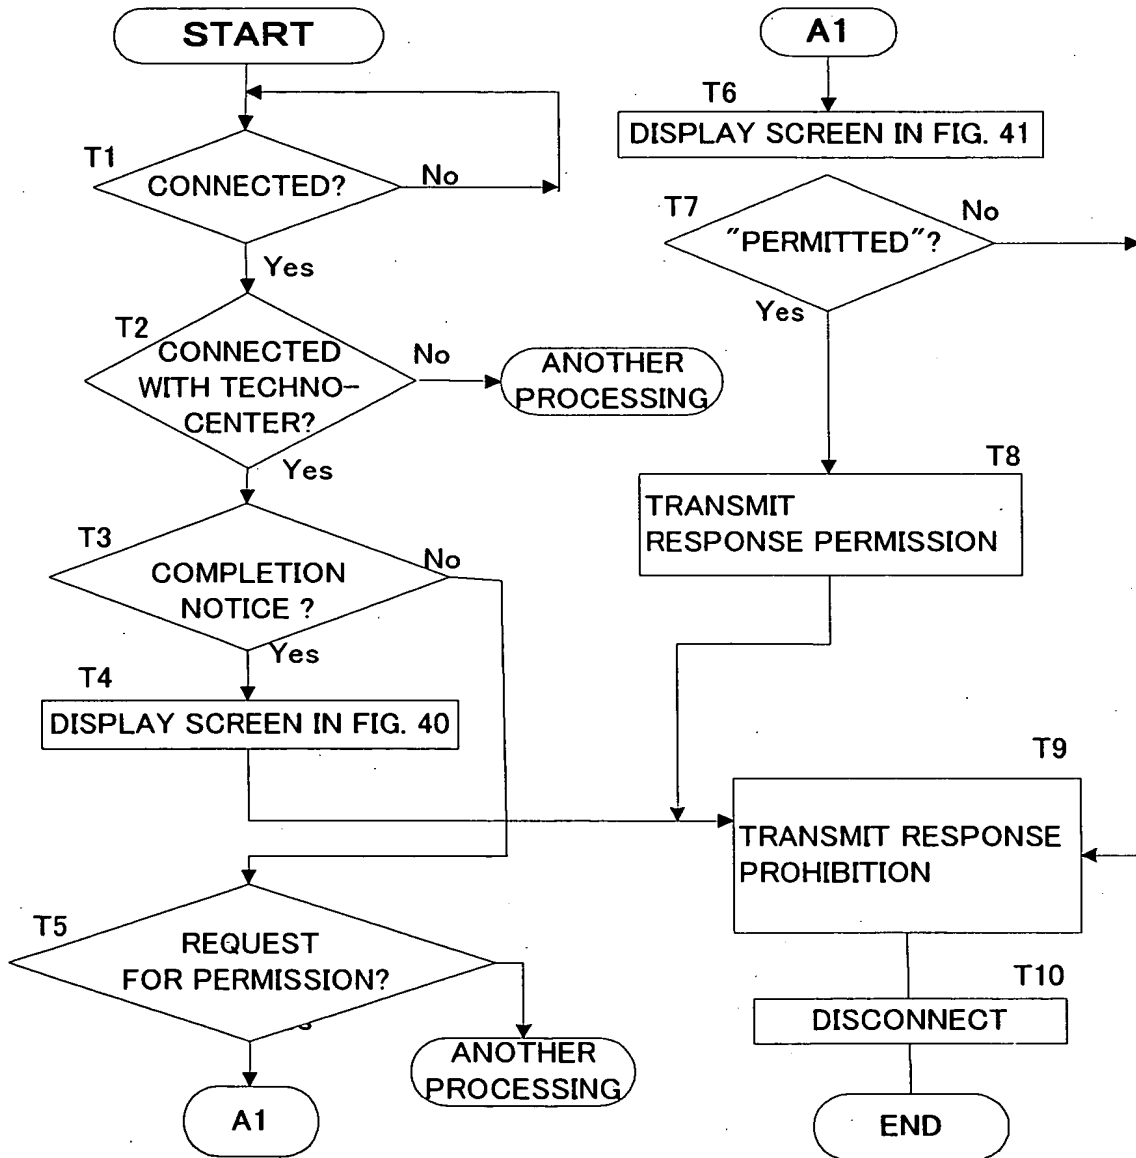 START
T1
CONNECTED?
No
Yes
T2
CONNECTED
WITH TECHNO-
CENTER?
No
ANOTHER
PROCESSING
Yes
T3
COMPLETION
NOTICE ?
No
Yes
T4
DISPLAY SCREEN IN FIG. 40
T5
REQUEST
FOR PERMISSION?
ANOTHER
PROCESSING
A1
A1
T6
DISPLAY SCREEN IN FIG. 41
T7
"PERMITTED"?
No
Yes
T8
TRANSMIT
RESPONSE PERMISSION
T9
TRANSMIT RESPONSE
PROHIBITION
T10
DISCONNECT
END